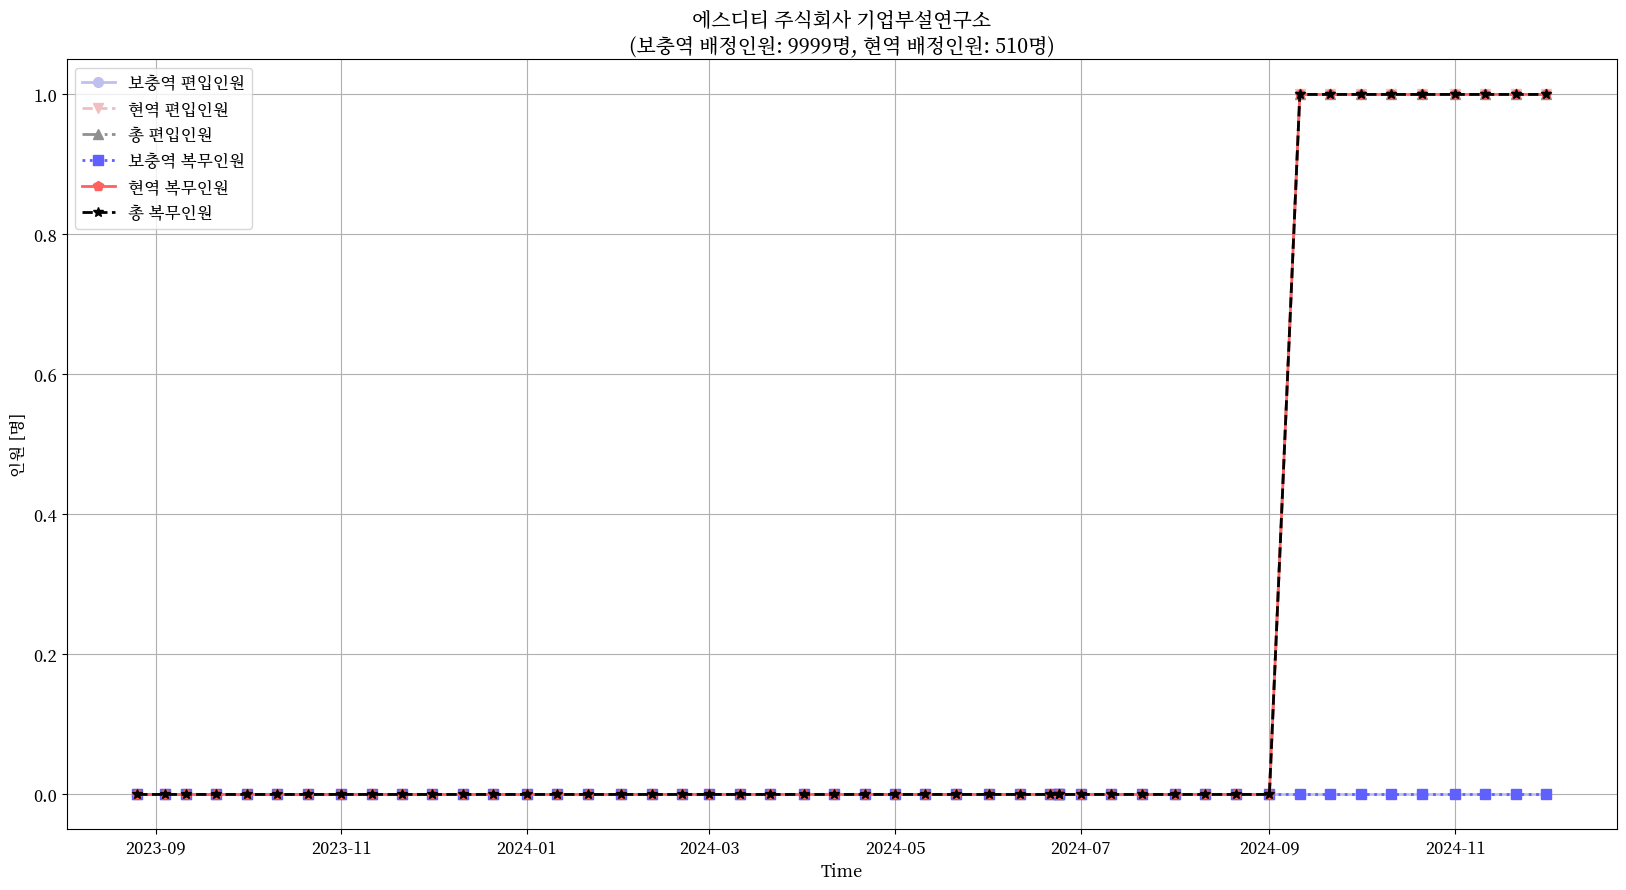 에스디티 주식회사 기업부설연구소
(보충역 배정인원: 9999명, 현역 배정인원: 510명)
보충역 편입인원
현역 편입인원
총 편입인원
보충역 복무인원
현역 복무인원
총 복무인원
1.0
0.8
0.6
0.4
0.2
0.0
인원 [명]
2023-09 2023-11 2024-01 2024-03 2024-05 2024-07 2024-09 2024-11
Time